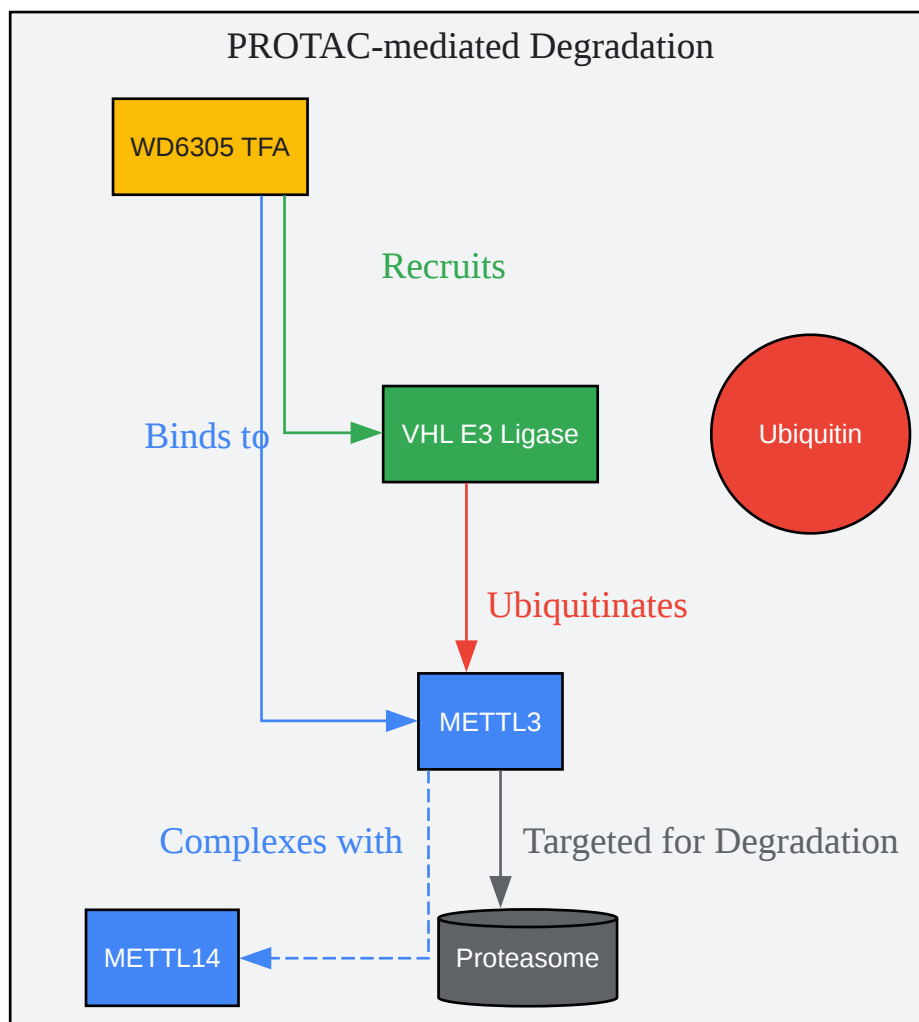 PROTAC-mediated Degradation
WD6305 TFA
Recruits
Binds to
VHL E3 Ligase
Ubiquitin
Ubiquitinates
METTL3
Complexes with
Targeted for Degradation
METTL14
Proteasome